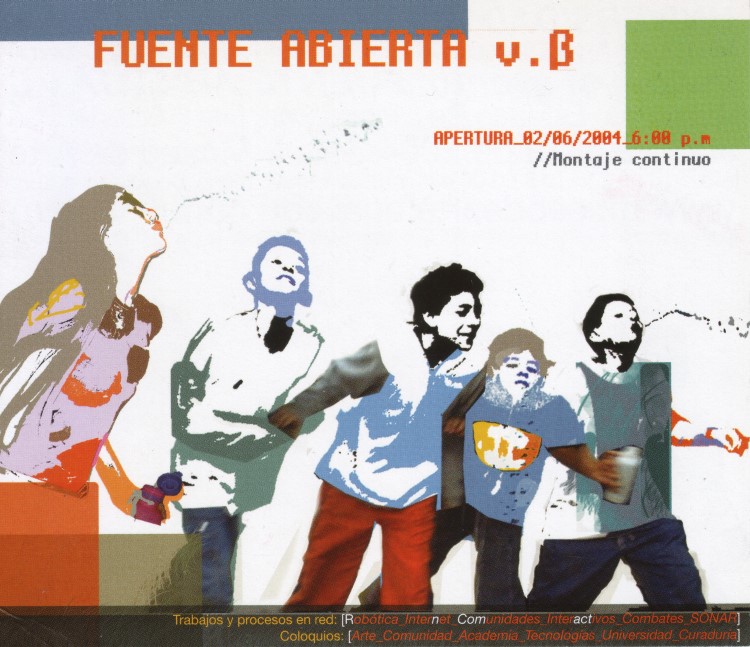 FUENTE ABIERTA v.β
APERTURA_02/06/2004_6:00 p.m
//Montaje continuo
Trabajos y procesos en red: [Robótica_Internet_Comunidades_Interactivos_Combates_SONAR]
Coloquios: [Arte_Comunidad_Academia_Tecnologías_Universidad_Curaduría]